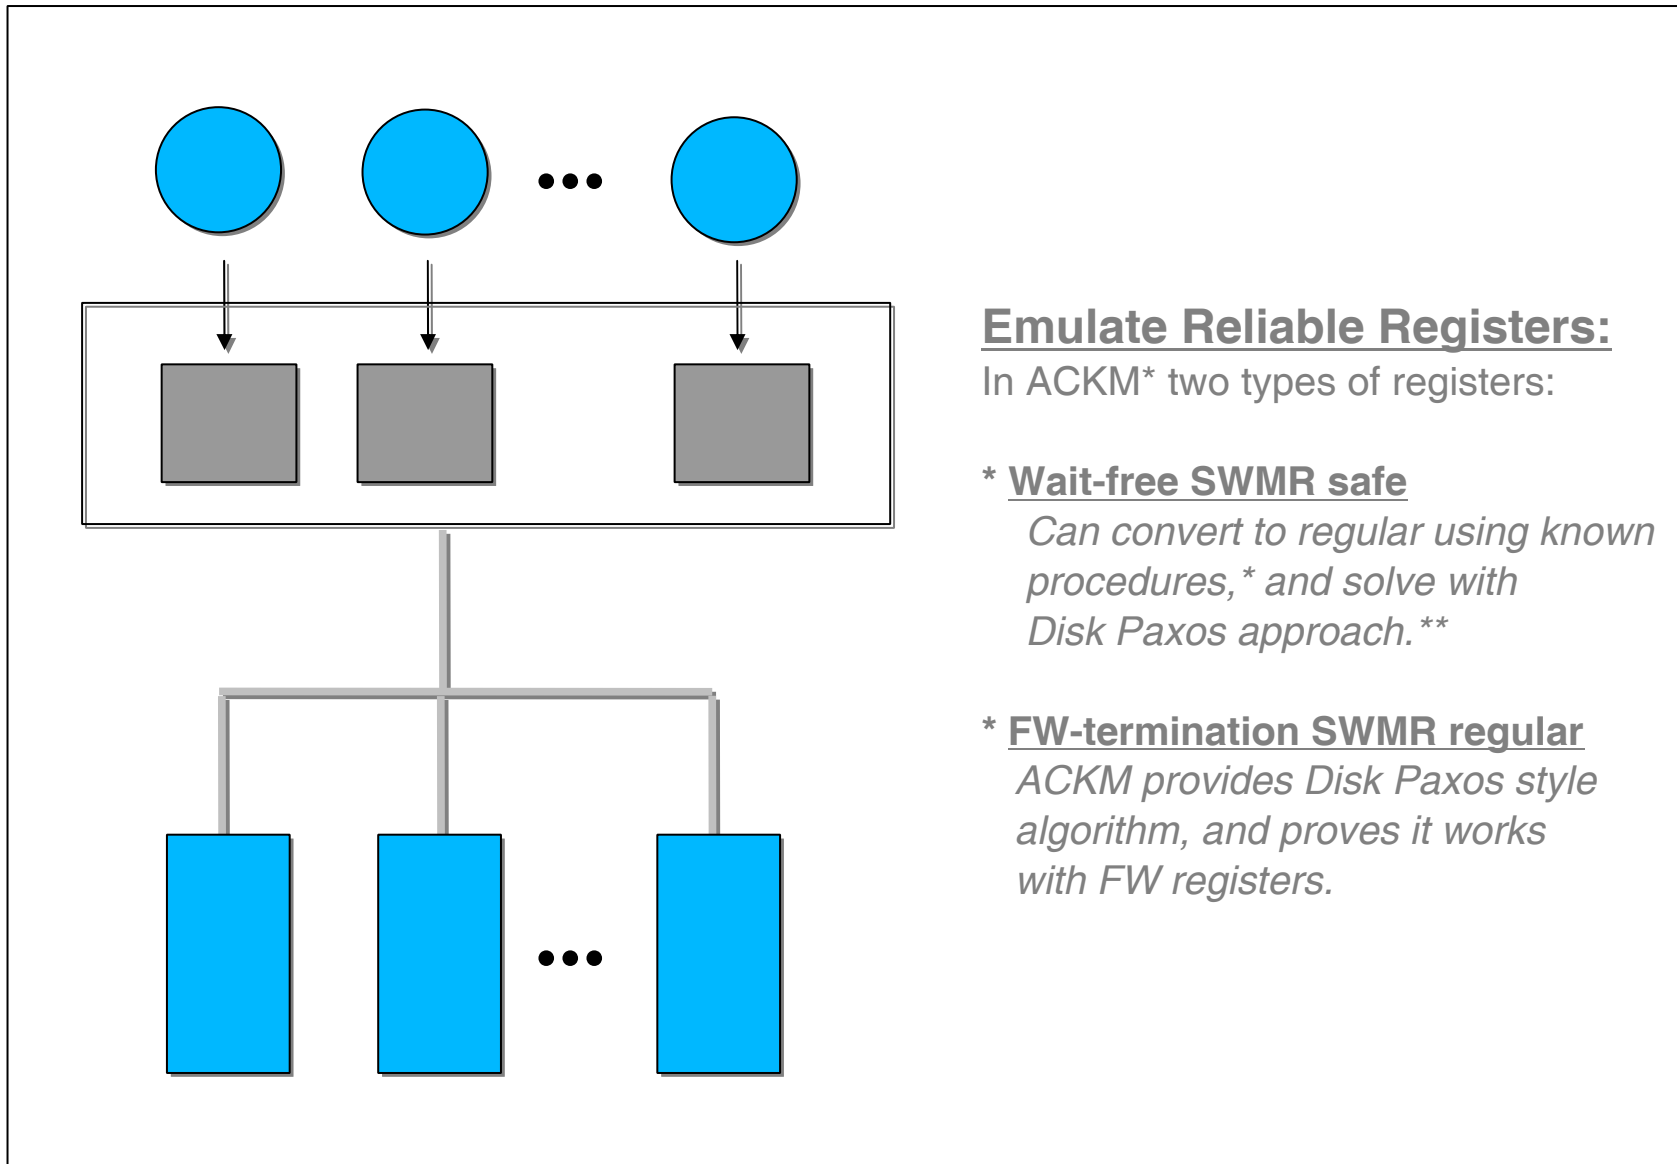 Emulate Reliable Registers:
In ACKM* two types of registers:
* Wait-free SWMR safe
Can convert to regular using known
procedures,* and solve with
Disk Paxos approach.**
* FW-termination SWMR regular
ACKM provides Disk Paxos style
algorithm, and proves it works
with FW registers.